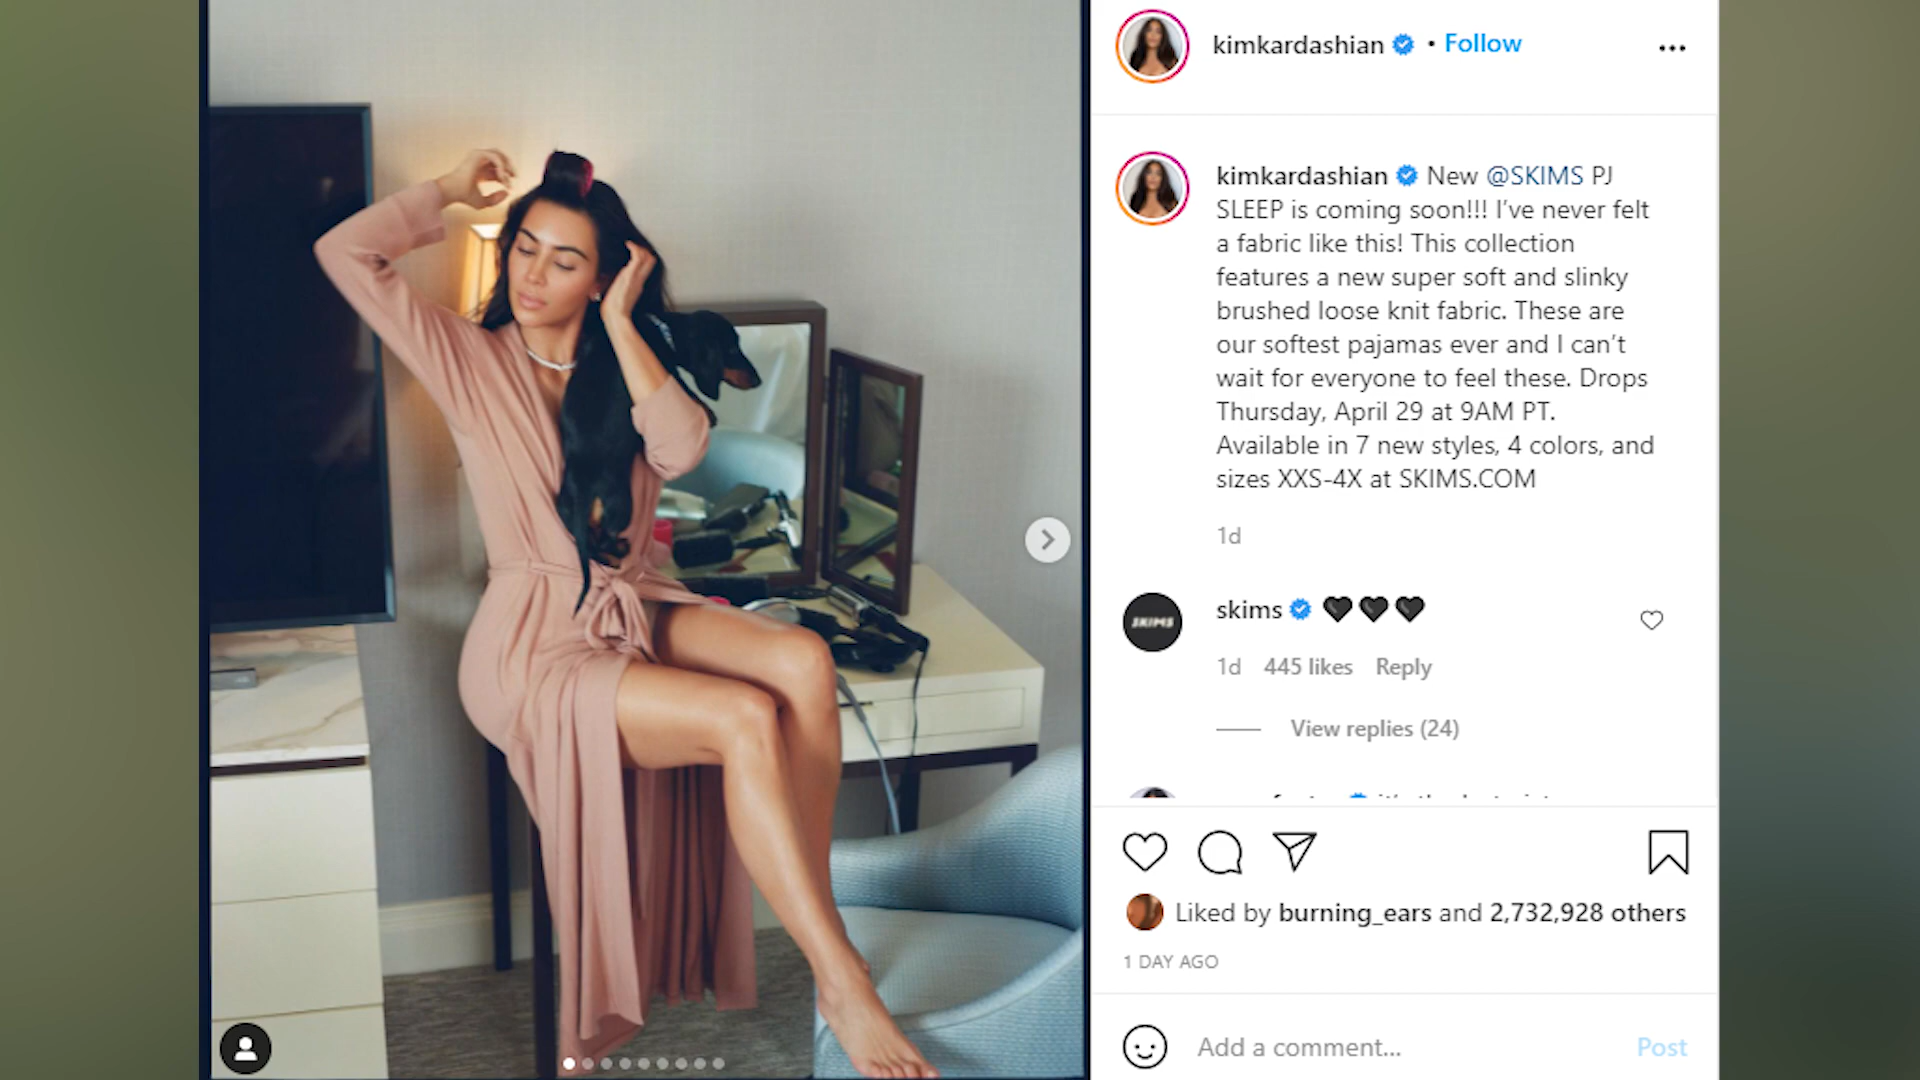 kimkardashian • Follow
kimkardashian New @SKIMS PJ
SLEEP is coming soon!!! I've never felt
a fabric like this! This collection
features a new super soft and slinky
brushed loose knit fabric. These are
our softest pajamas ever and I can't
wait for everyone to feel these. Drops
Thursday, April 29 at 9AM PT.
Available in 7 new styles, 4 colors, and
sizes XXS-4X at SKIMS.COM
1d
SKIMS
skims 🖤🖤🖤
1d 445 likes Reply
View replies (24)
Liked by burning_ears and 2,732,928 others
1 DAY AGO
Add a comment... Post